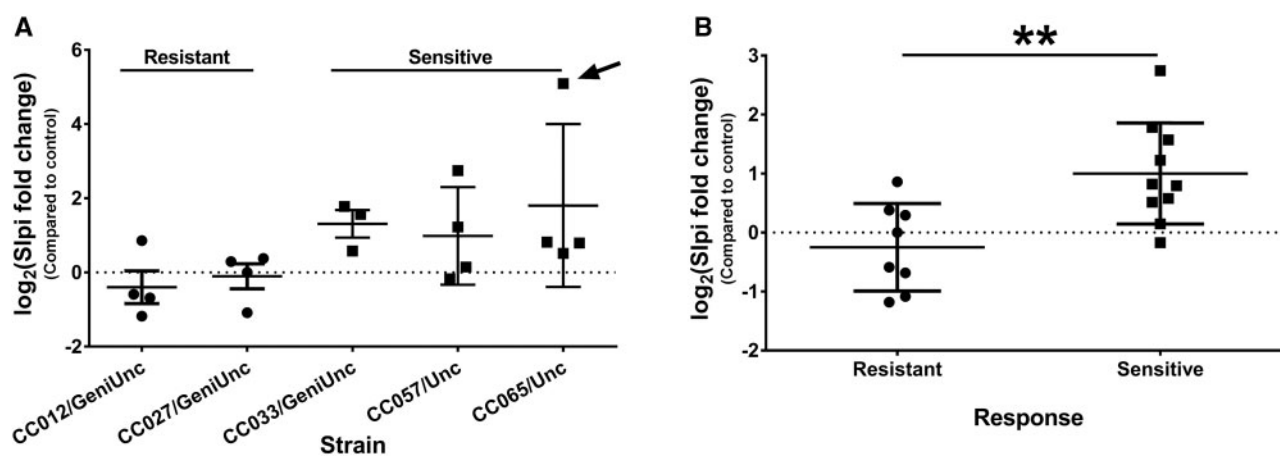 A
Resistant
Sensitive
log2(Slpi fold change)
(Compared to control)
6
4
2
0
-2
CC012/GeniUnc
CC027/GeniUnc
CC033/GeniUnc
CC057/Unc
CC065/Unc
Strain
B
**
log2(Slpi fold change)
(Compared to control)
3
2
1
0
-1
-2
Resistant
Sensitive
Response